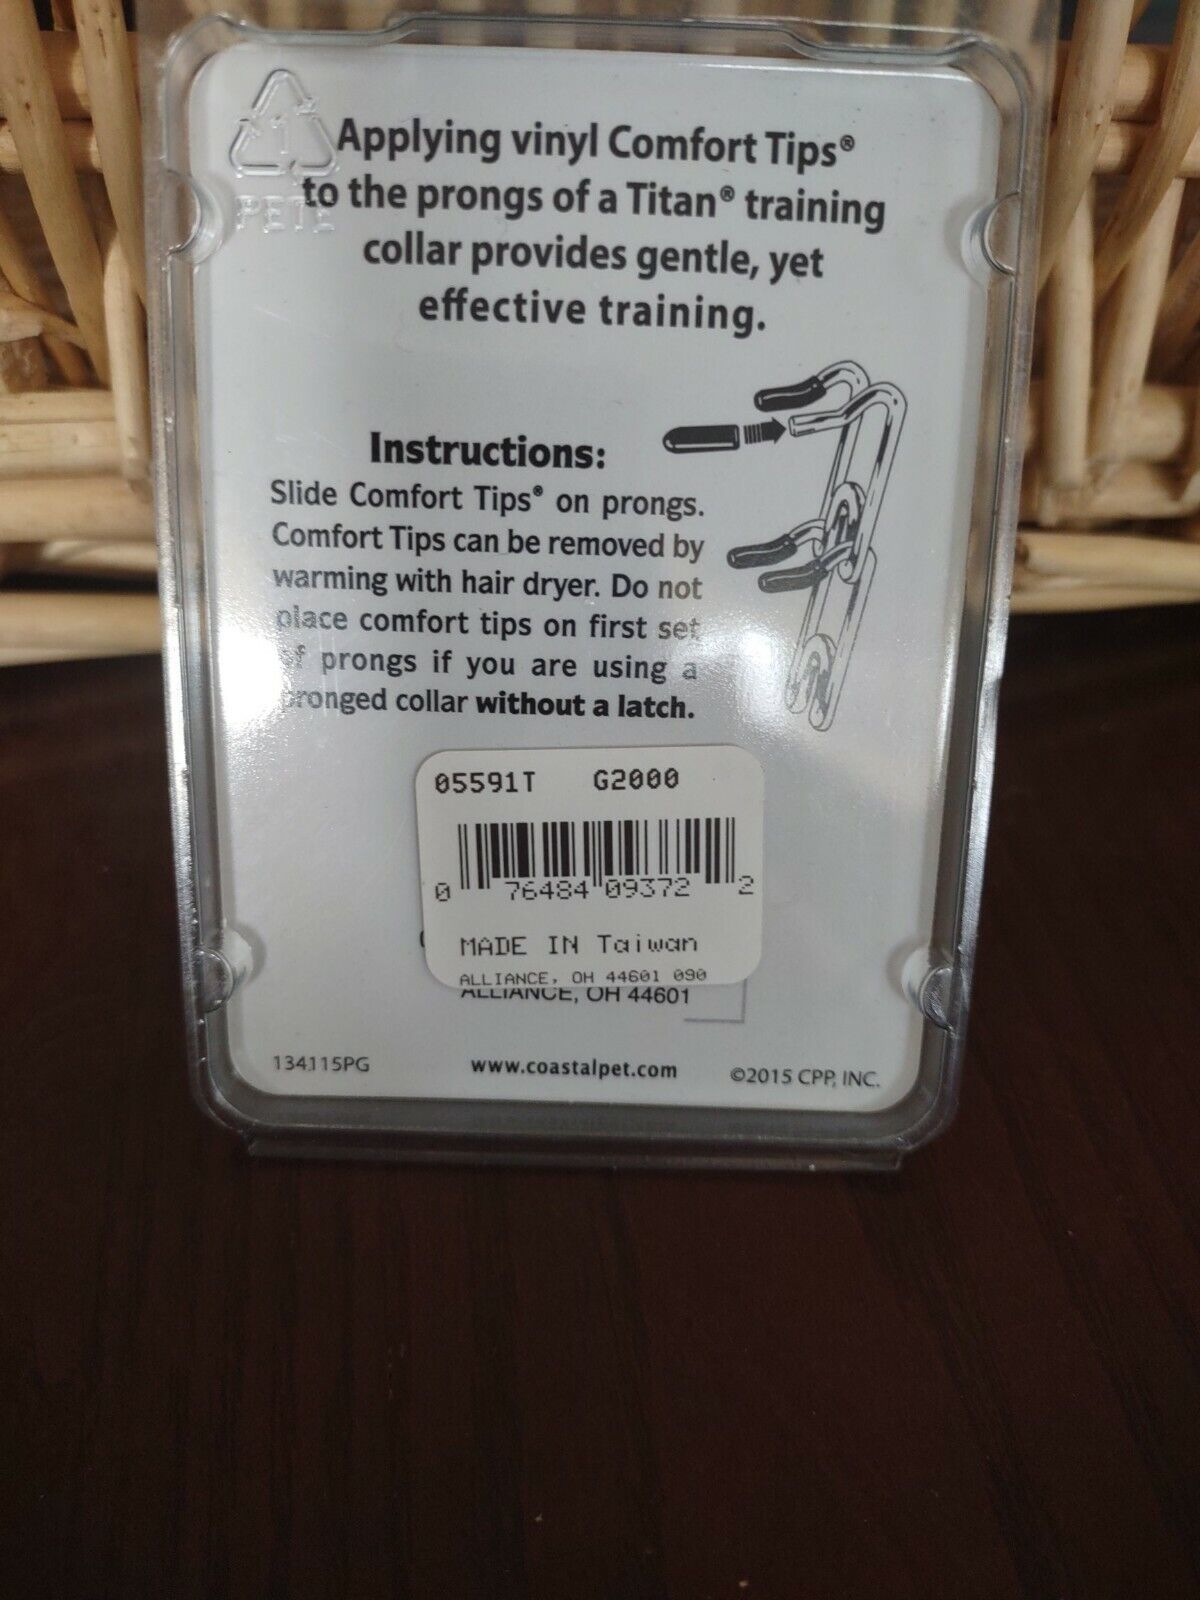 1
PETE
Applying vinyl Comfort Tips®
to the prongs of a Titan® training
collar provides gentle, yet
effective training.
Instructions:
Slide Comfort Tips® on prongs.
Comfort Tips can be removed by
warming with hair dryer. Do not
place comfort tips on first set
of prongs if you are using a
pronged collar without a latch.
05591T G2000
0 76484 09372 2
MADE IN Taiwan
ALLIANCE, OH 44601 090
ALLIANCE, OH 44601
134115PG www.coastalpet.com ©2015 CPP, INC.